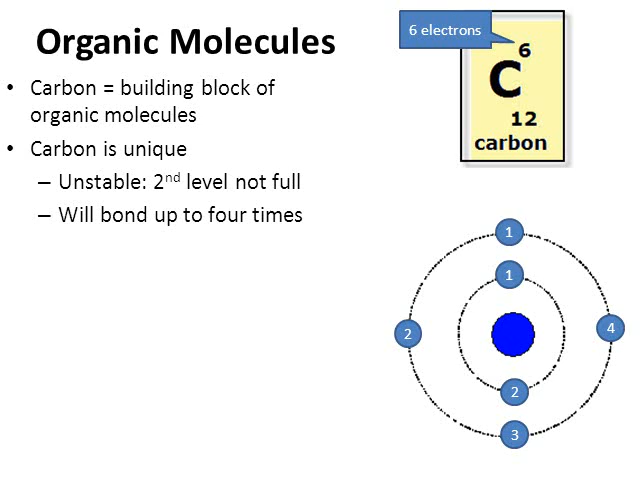 Organic Molecules
• Carbon = building block of
organic molecules
• Carbon is unique
– Unstable: 2nd level not full
– Will bond up to four times
6 electrons
6
C
12
carbon
1
1
2
4
2
3